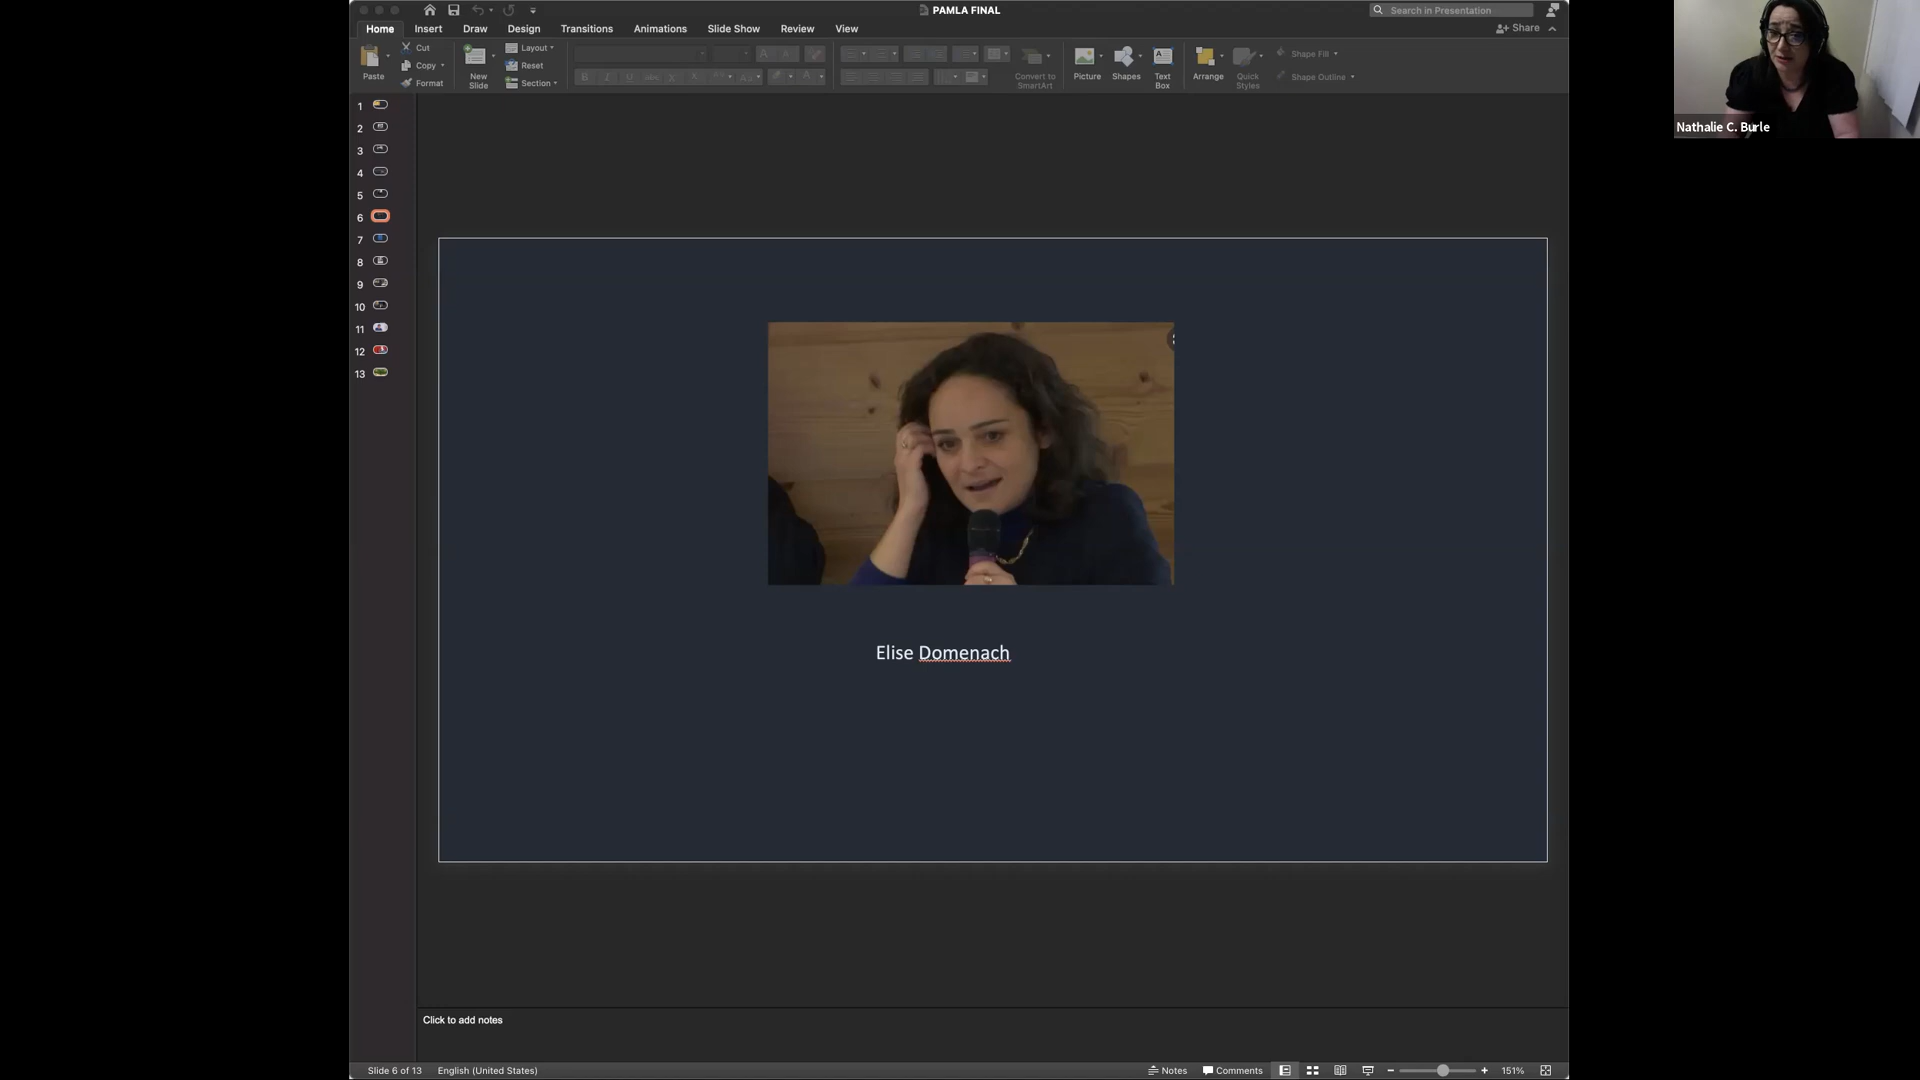 PAMLA FINAL
Search in Presentation
Home Insert Draw Design Transitions Animations Slide Show Review View
Share
Paste
Cut
Copy
Format
New Slide
Layout
Reset
Section
Convert to SmartArt
Picture
Shapes
Text Box
Arrange
Quick Styles
Shape Fill
Shape Outline
Nathalie C. Burle
1
2
3
4
5
6
7
8
9
10
11
12
13
Elise Domenach
Click to add notes
Slide 6 of 13 English (United States) Notes Comments 151%